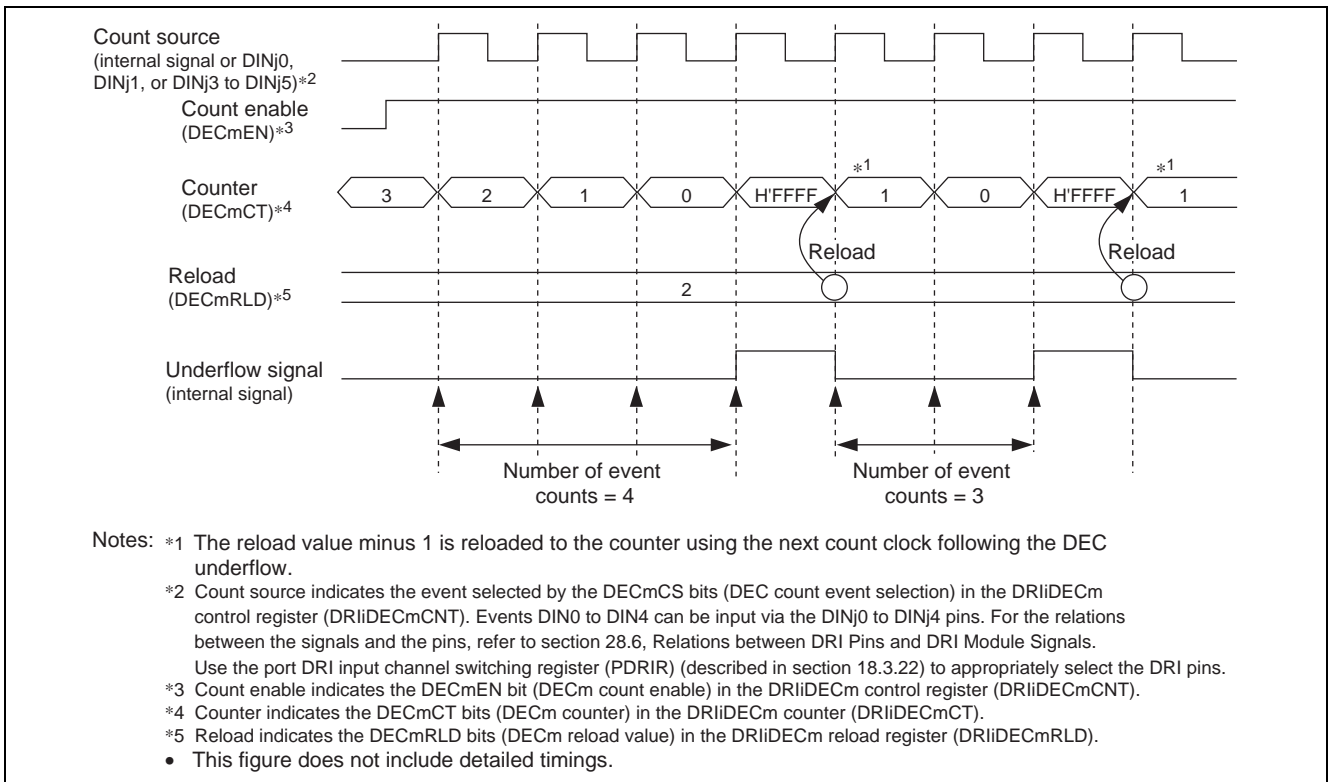 Count source
(internal signal or DINj0,
DINj1, or DINj3 to DINj5)*2
Count enable
(DECmEN)*3
*1 *1
Counter
(DECmCT)*4
3 2 1 0 H'FFFF 1 0 H'FFFF 1
Reload Reload
Reload
(DECmRLD)*5
2
Underflow signal
(internal signal)
Number of event
counts = 4
Number of event
counts = 3
Notes: *1 The reload value minus 1 is reloaded to the counter using the next count clock following the DEC
underflow.
*2 Count source indicates the event selected by the DECmCS bits (DEC count event selection) in the DRIiDECm
control register (DRIiDECmCNT). Events DIN0 to DIN4 can be input via the DINj0 to DINj4 pins. For the relations
between the signals and the pins, refer to section 28.6, Relations between DRI Pins and DRI Module Signals.
Use the port DRI input channel switching register (PDRIR) (described in section 18.3.22) to appropriately select the DRI pins.
*3 Count enable indicates the DECmEN bit (DECm count enable) in the DRIiDECm control register (DRIiDECmCNT).
*4 Counter indicates the DECmCT bits (DECm counter) in the DRIiDECm counter (DRIiDECmCT).
*5 Reload indicates the DECmRLD bits (DECm reload value) in the DRIiDECm reload register (DRIiDECmRLD).
• This figure does not include detailed timings.